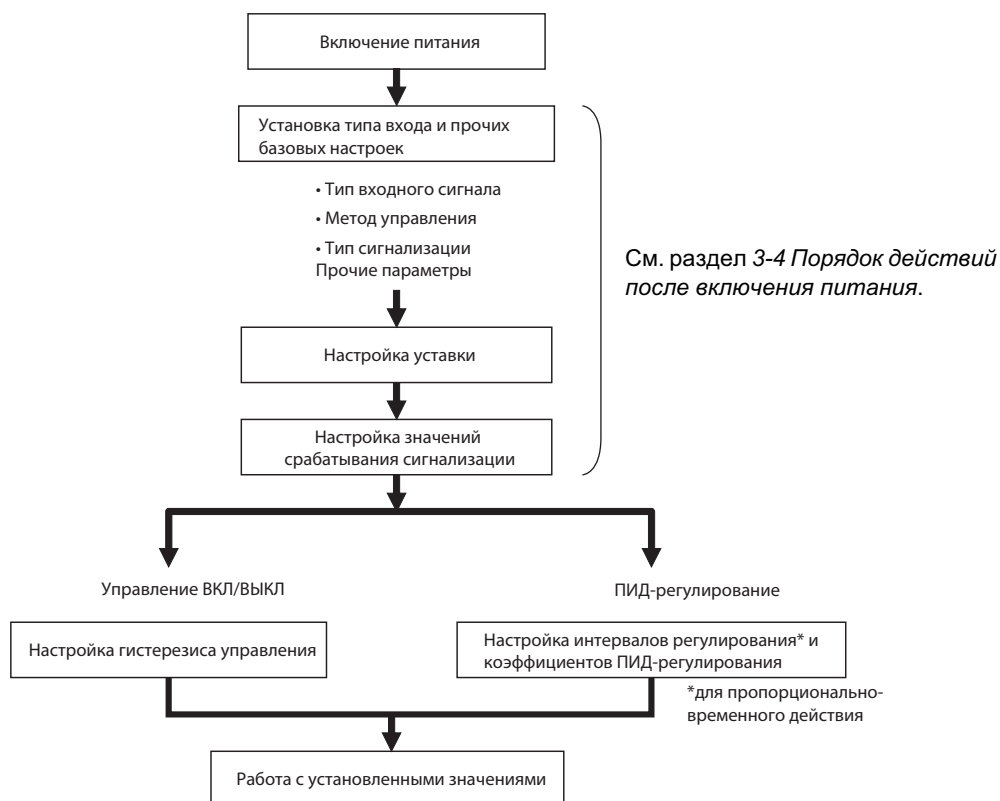 Включение питания
Установка типа входа и прочих
базовых настроек
• Тип входного сигнала
• Метод управления
• Тип сигнализации
Прочие параметры
См. раздел 3-4 Порядок действий
после включения питания.
Настройка уставки
Настройка значений
срабатывания сигнализации
Управление ВКЛ/ВЫКЛ
ПИД-регулирование
Настройка гистерезиса управления
Настройка интервалов регулирования* и
коэффициентов ПИД-регулирования
*для пропорционально-
временного действия
Работа с установленными значениями